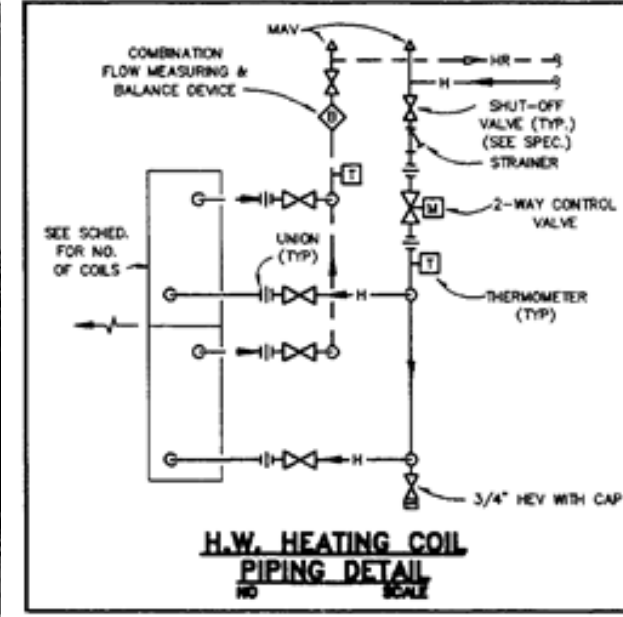 MAV
COMBINATION
FLOW MEASURING &
BALANCE DEVICE
HR
H
SHUT-OFF
VALVE (TYP.)
(SEE SPEC.)
STRAINER
B
T
M
2-WAY CONTROL
VALVE
SEE SCHED.
FOR NO.
OF COILS
UNION
(TYP)
T
H
THERMOMETER
(TYP)
H
3/4" HEV WITH CAP
H.W. HEATING COIL
PIPING DETAIL
NO SCALE